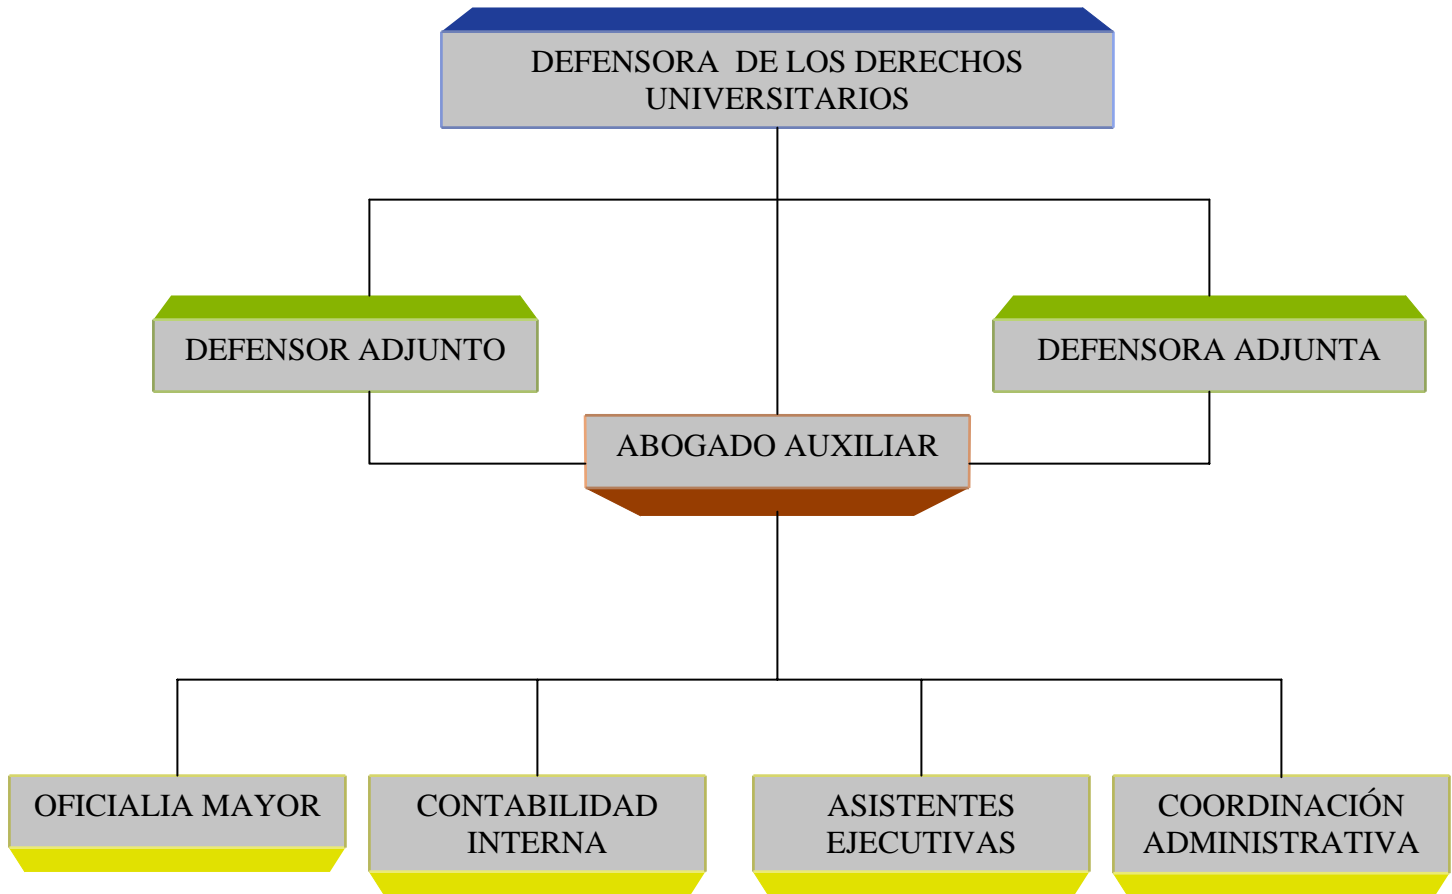 DEFENSORA DE LOS DERECHOS
UNIVERSITARIOS
DEFENSOR ADJUNTO
DEFENSORA ADJUNTA
ABOGADO AUXILIAR
OFICIALIA MAYOR
CONTABILIDAD
INTERNA
ASISTENTES
EJECUTIVAS
COORDINACIÓN
ADMINISTRATIVA